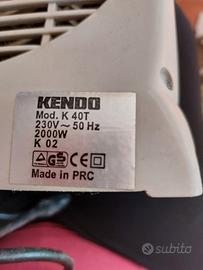 KENDO
Mod. K 40T
230V ~ 50 Hz
2000W
K 02
GS CE
Made in PRC
subito